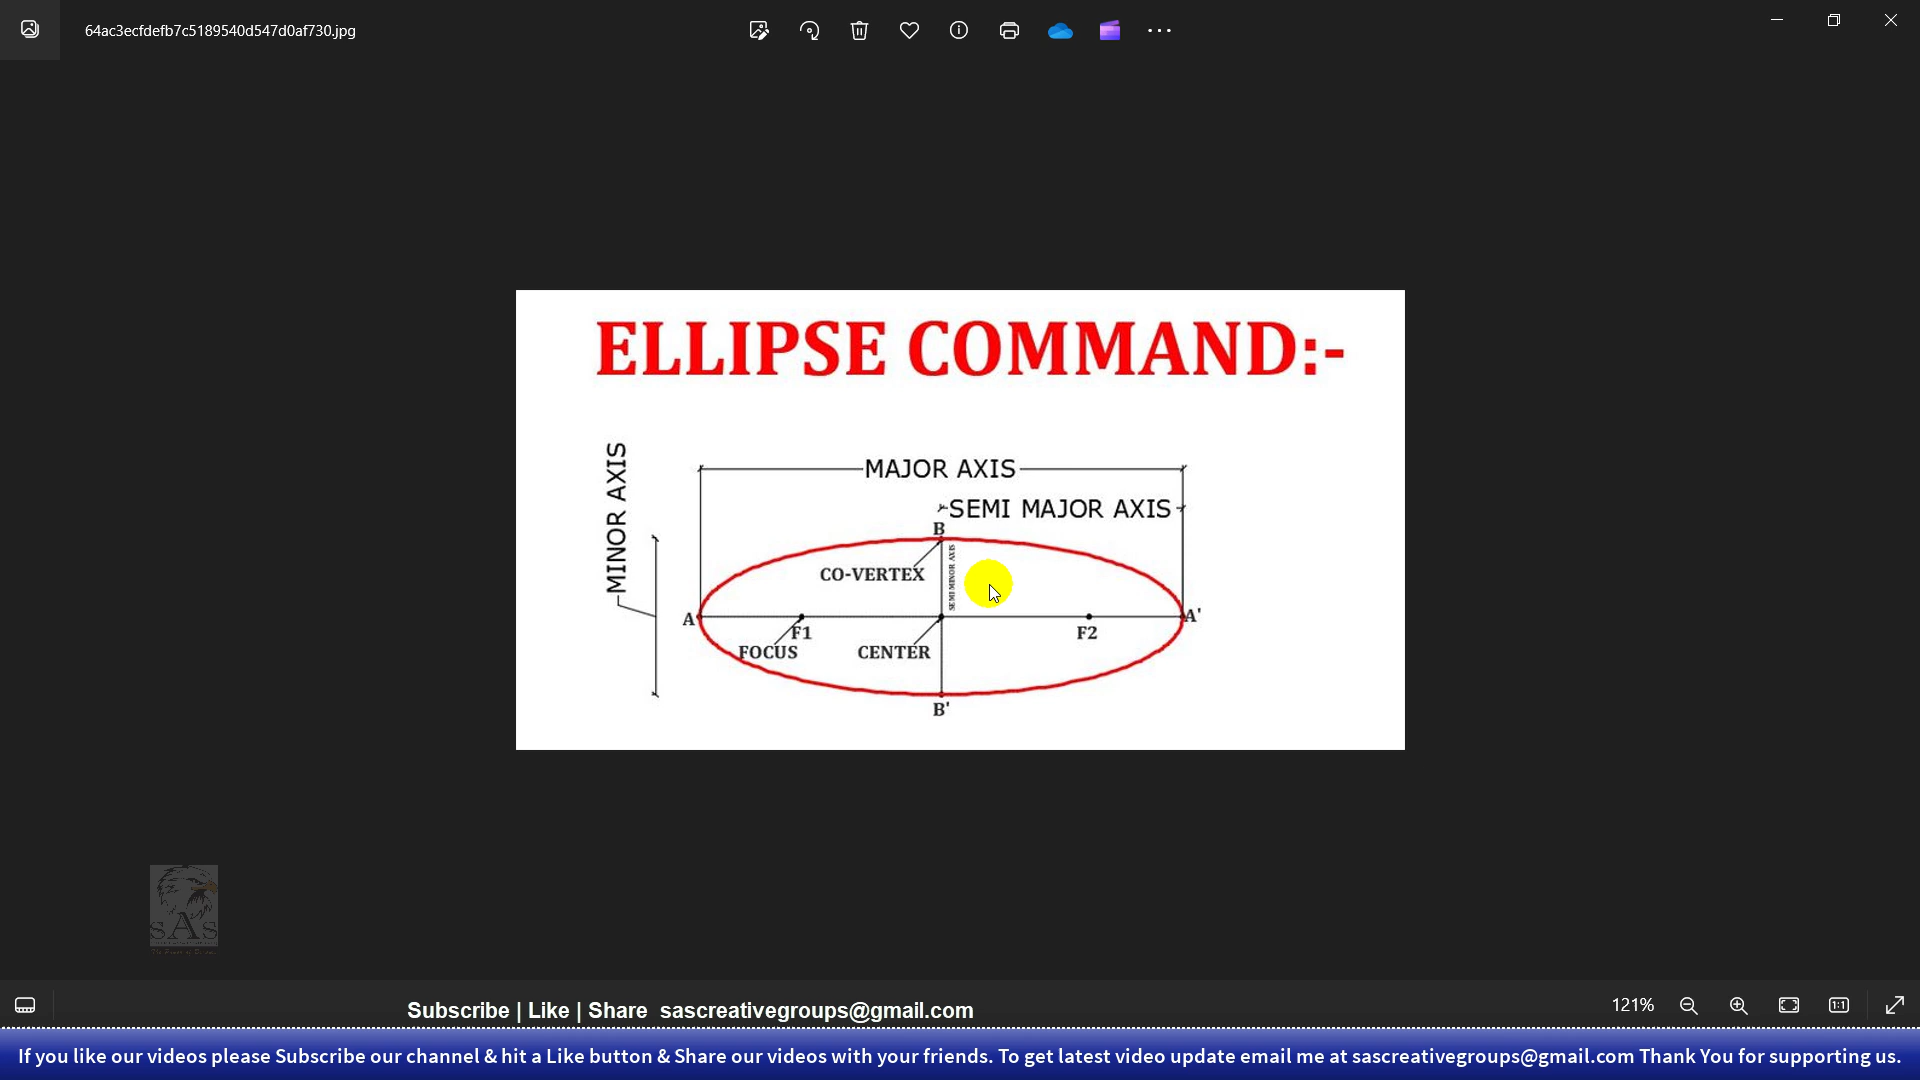 64ac3ecfdefb7c5189540d547d0af730.jpg
ELLIPSE COMMAND:-
MINOR AXIS
MAJOR AXIS
SEMI MAJOR AXIS
B
SEMI MINOR AXIS
CO-VERTEX
A
A'
F1
F2
FOCUS
CENTER
B'
SAS
121%
1:1
Subscribe | Like | Share sascreativegroups@gmail.com
If you like our videos please Subscribe our channel & hit a Like button & Share our videos with your friends. To get latest video update email me at sascreativegroups@gmail.com Thank You for supporting us.